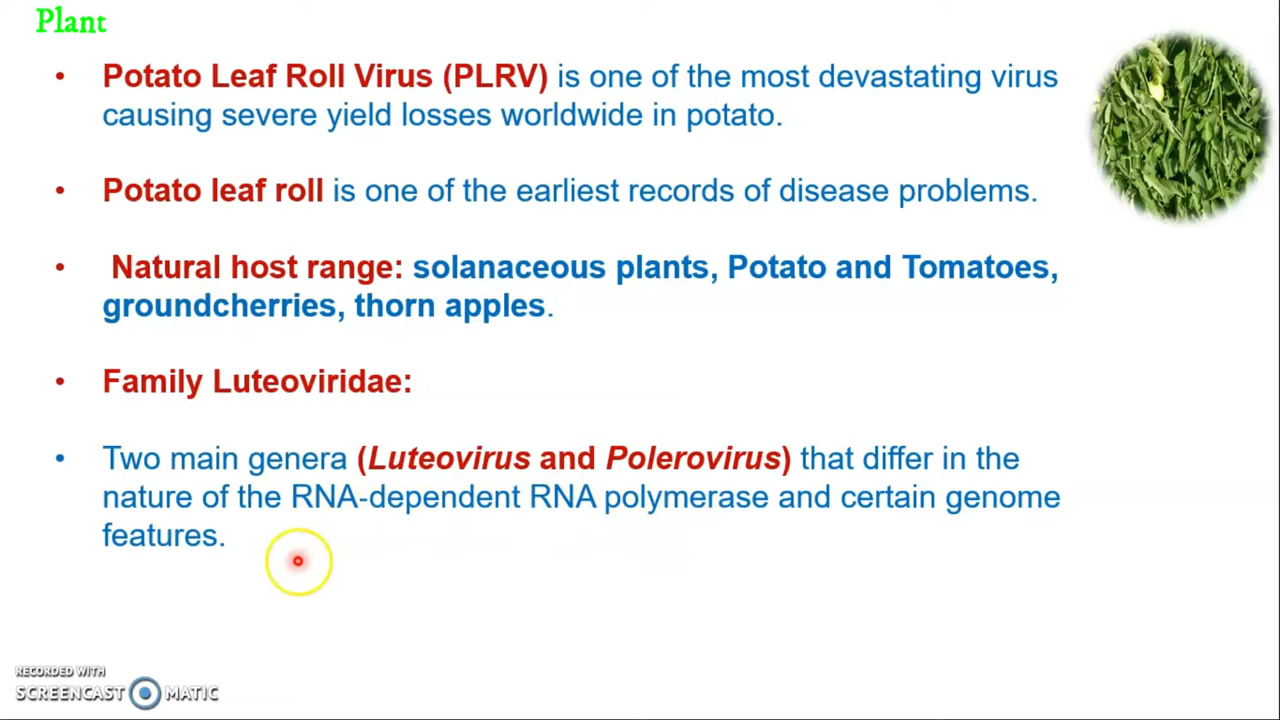 Plant
• Potato Leaf Roll Virus (PLRV) is one of the most devastating virus
causing severe yield losses worldwide in potato.
• Potato leaf roll is one of the earliest records of disease problems.
• Natural host range: solanaceous plants, Potato and Tomatoes,
groundcherries, thorn apples.
• Family Luteoviridae:
• Two main genera (Luteovirus and Polerovirus) that differ in the
nature of the RNA-dependent RNA polymerase and certain genome
features.
RECORDED WITH
SCREENCAST MATIC